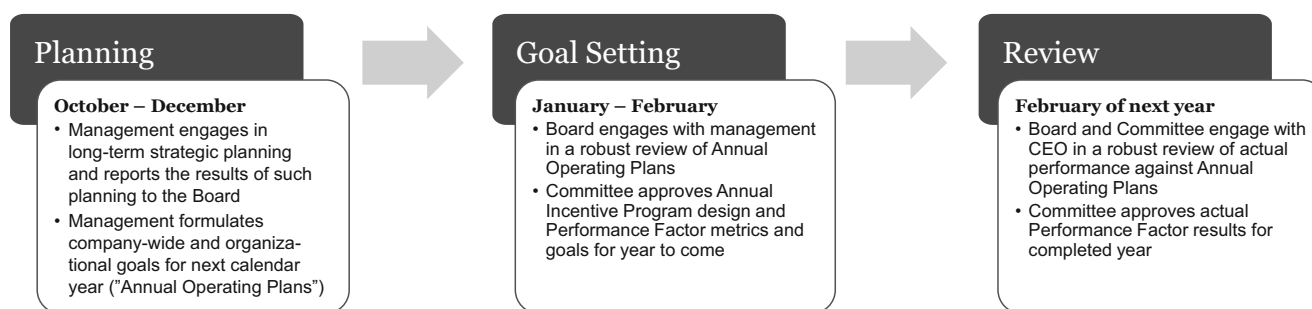 Planning
October – December
• Management engages in
long-term strategic planning
and reports the results of such
planning to the Board
• Management formulates
company-wide and organiza-
tional goals for next calendar
year (”Annual Operating Plans”)
Goal Setting
January – February
• Board engages with management
in a robust review of Annual
Operating Plans
• Committee approves Annual
Incentive Program design and
Performance Factor metrics and
goals for year to come
Review
February of next year
• Board and Committee engage with
CEO in a robust review of actual
performance against Annual
Operating Plans
• Committee approves actual
Performance Factor results for
completed year